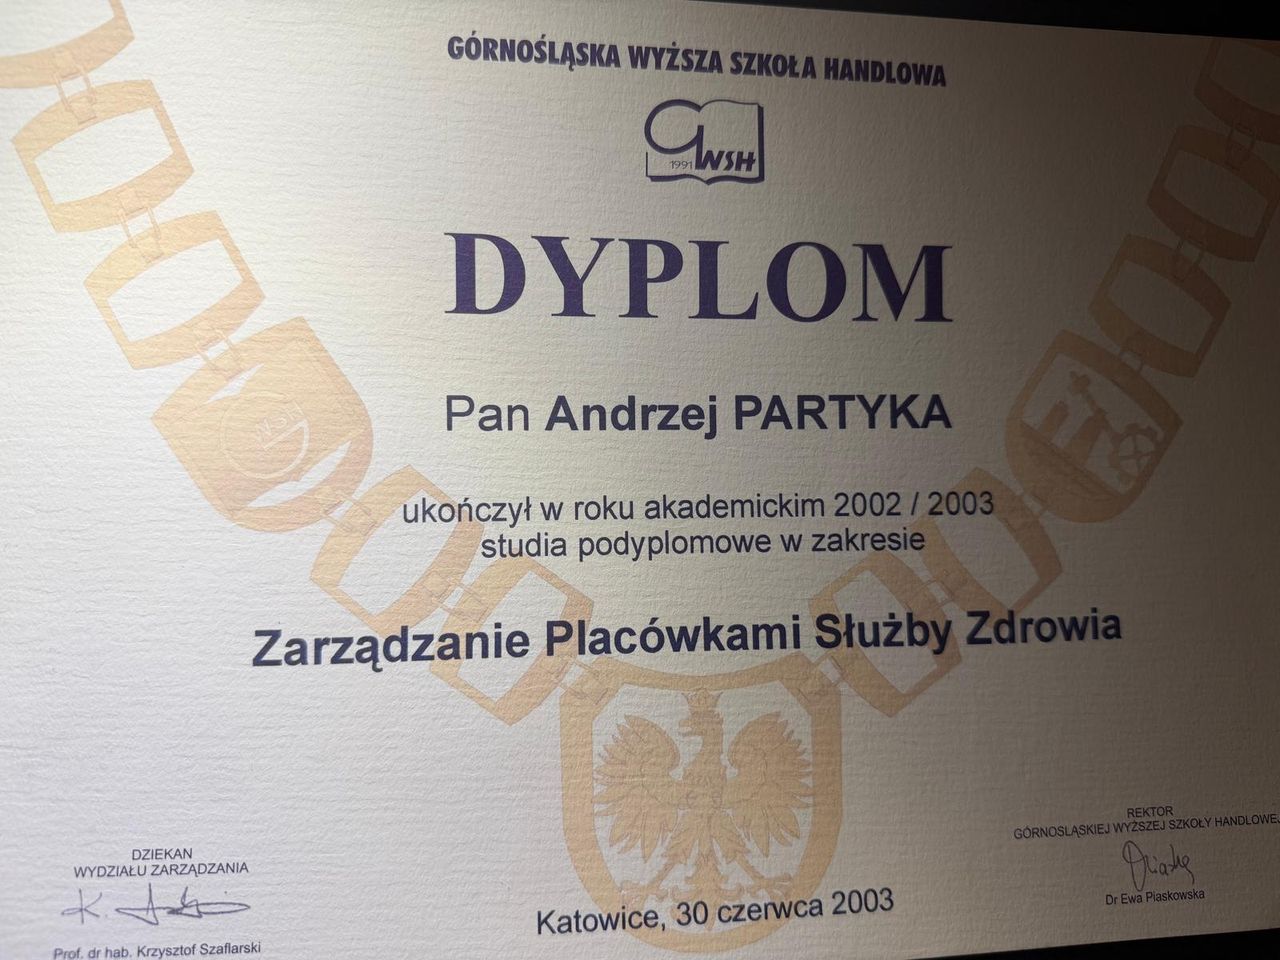 GÓRNOŚLĄSKA WYŻSZA SZKOŁA HANDLOWA
1991 GWSH
DYPLOM
Pan Andrzej PARTYKA
ukończył w roku akademickim 2002 / 2003
studia podyplomowe w zakresie
Zarządzanie Placówkami Służby Zdrowia
DZIEKAN
WYDZIAŁU ZARZĄDZANIA
Prof. dr hab. Krzysztof Szaflarski
Katowice, 30 czerwca 2003
REKTOR
GÓRNOŚLĄSKIEJ WYŻSZEJ SZKOŁY HANDLOWEJ
Dr Ewa Piaskowska